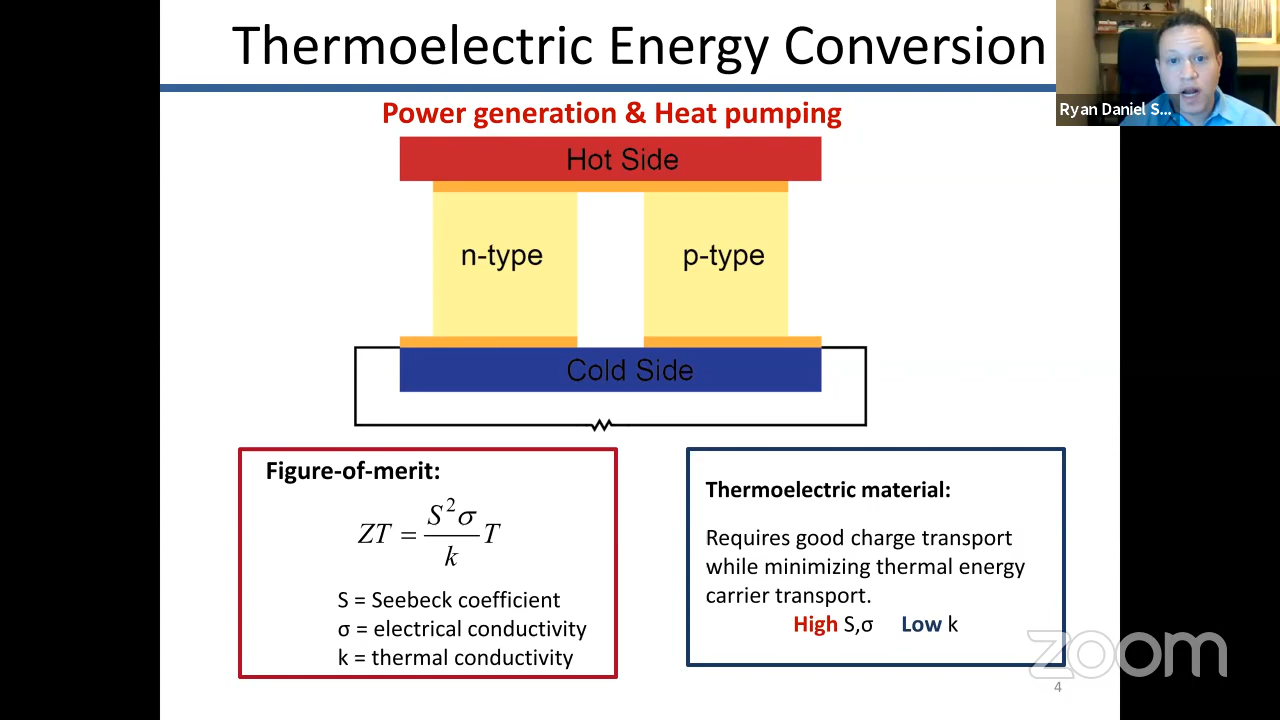 Thermoelectric Energy Conversion
Ryan Daniel S...
Power generation & Heat pumping
Hot Side
n-type
p-type
Cold Side
Figure-of-merit:
ZT = S²σ/k T
S = Seebeck coefficient
σ = electrical conductivity
k = thermal conductivity
Thermoelectric material:
Requires good charge transport
while minimizing thermal energy
carrier transport.
High S,σ Low k
zoom
4